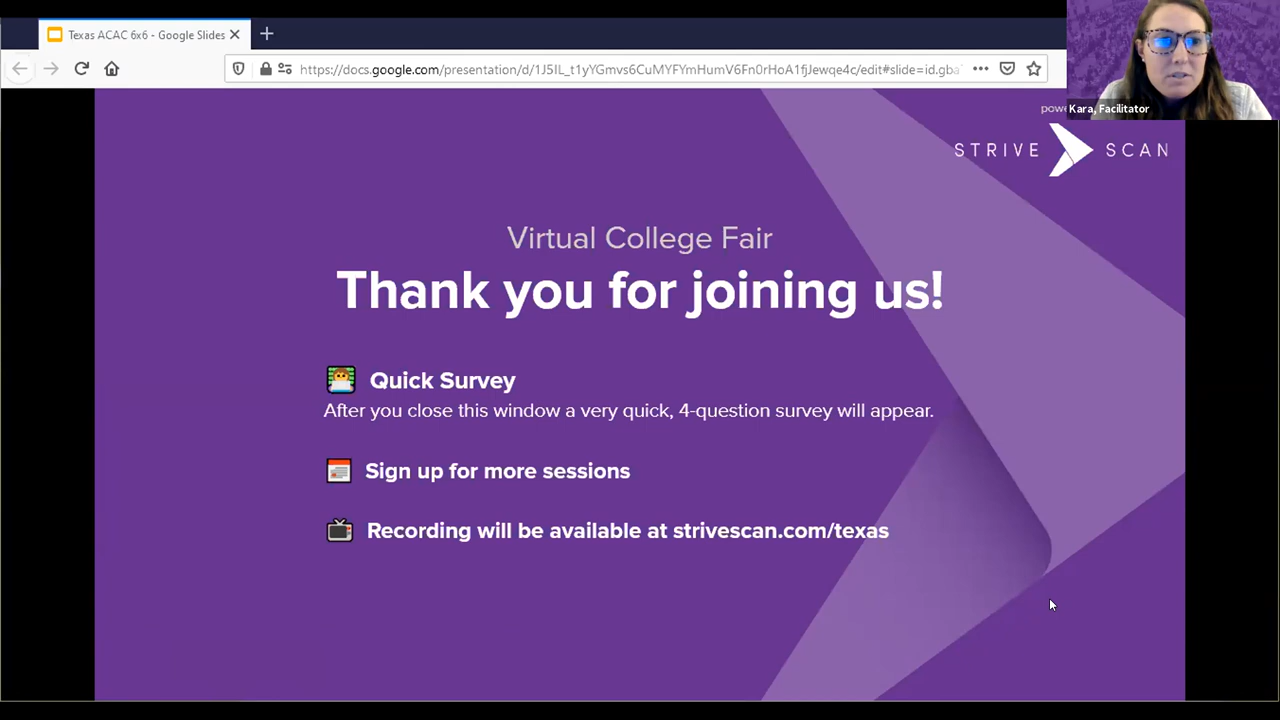 Texas ACAC 6x6 - Google Slides
https://docs.google.com/presentation/d/1J5IL_t1yYGmvs6CuMYFYmHumV6Fn0rHoA1fjJewqe4c/edit#slide=id.gba
Kara, Facilitator
STRIVE SCAN
Virtual College Fair
Thank you for joining us!
Quick Survey
After you close this window a very quick, 4-question survey will appear.
Sign up for more sessions
Recording will be available at strivescan.com/texas